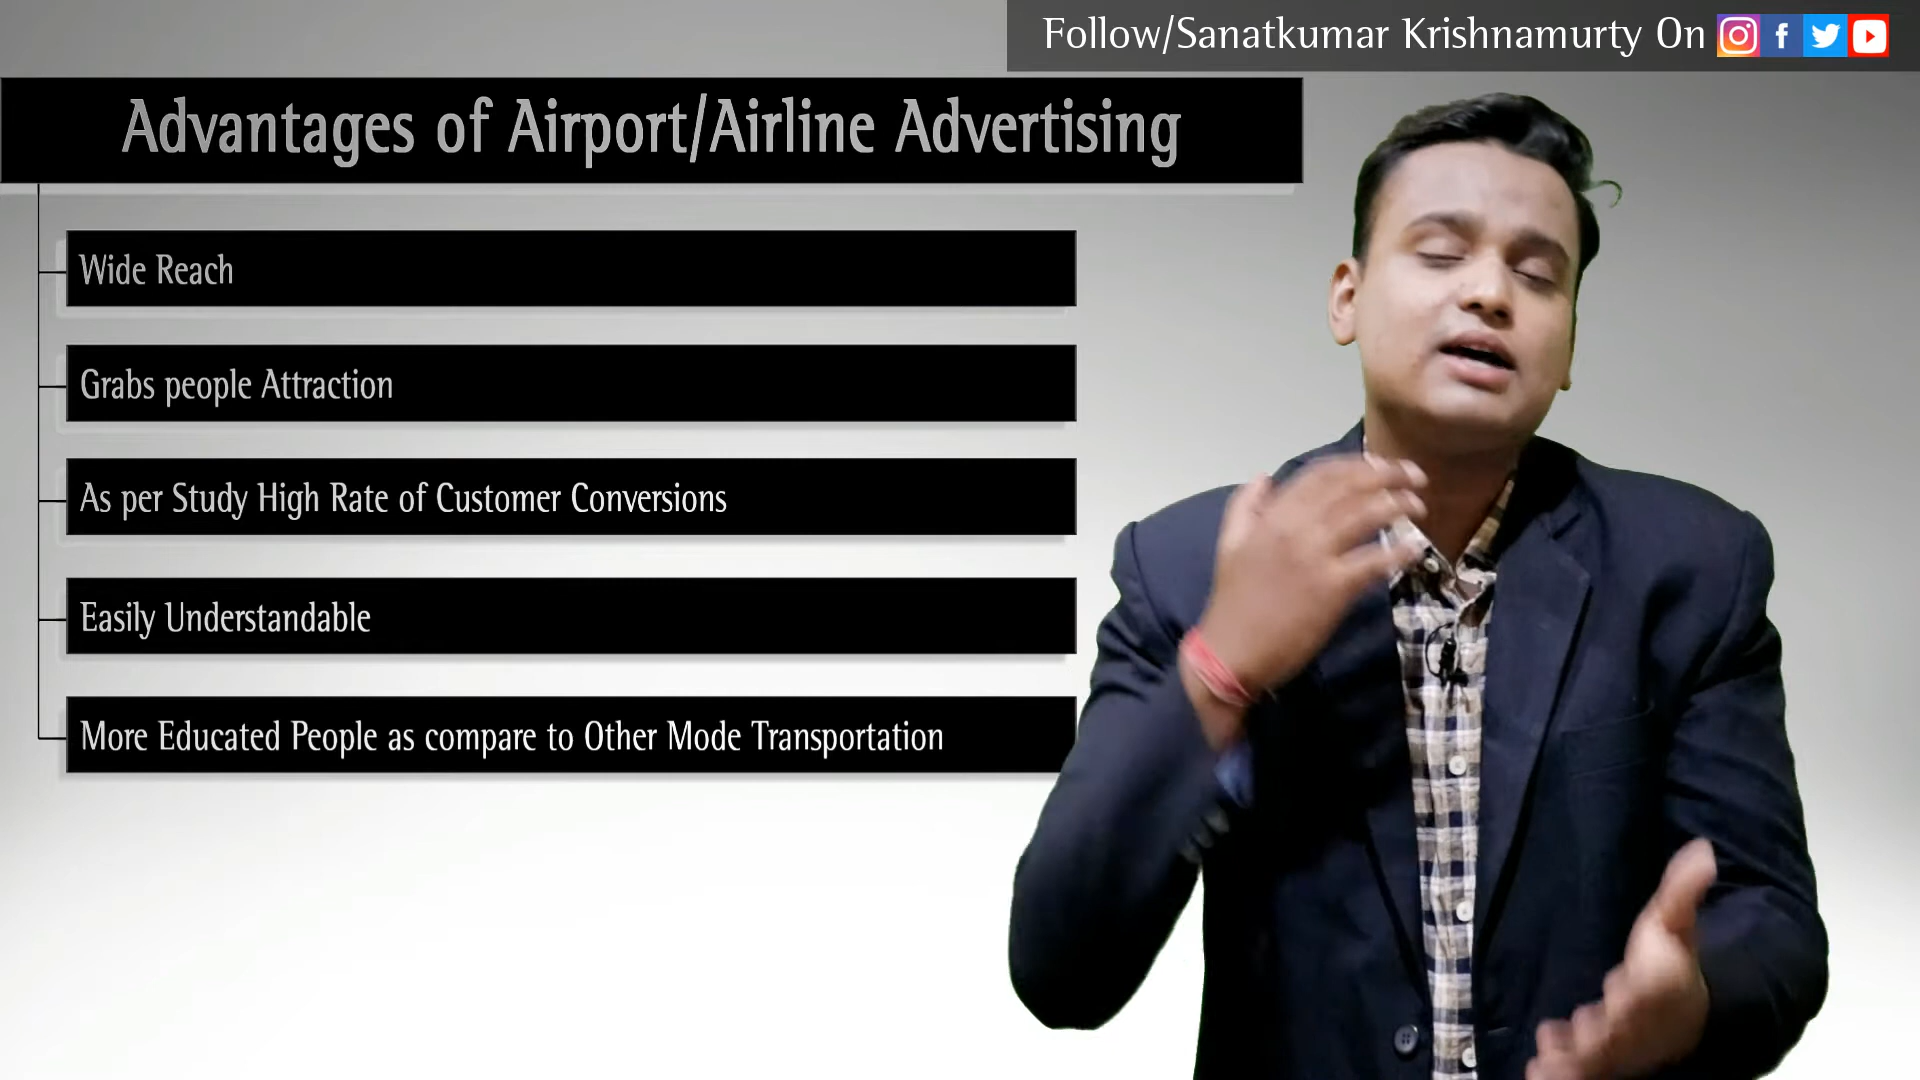 Follow/Sanatkumar Krishnamurty On
Advantages of Airport/Airline Advertising
Wide Reach
Grabs people Attraction
As per Study High Rate of Customer Conversions
Easily Understandable
More Educated People as compare to Other Mode Transportation